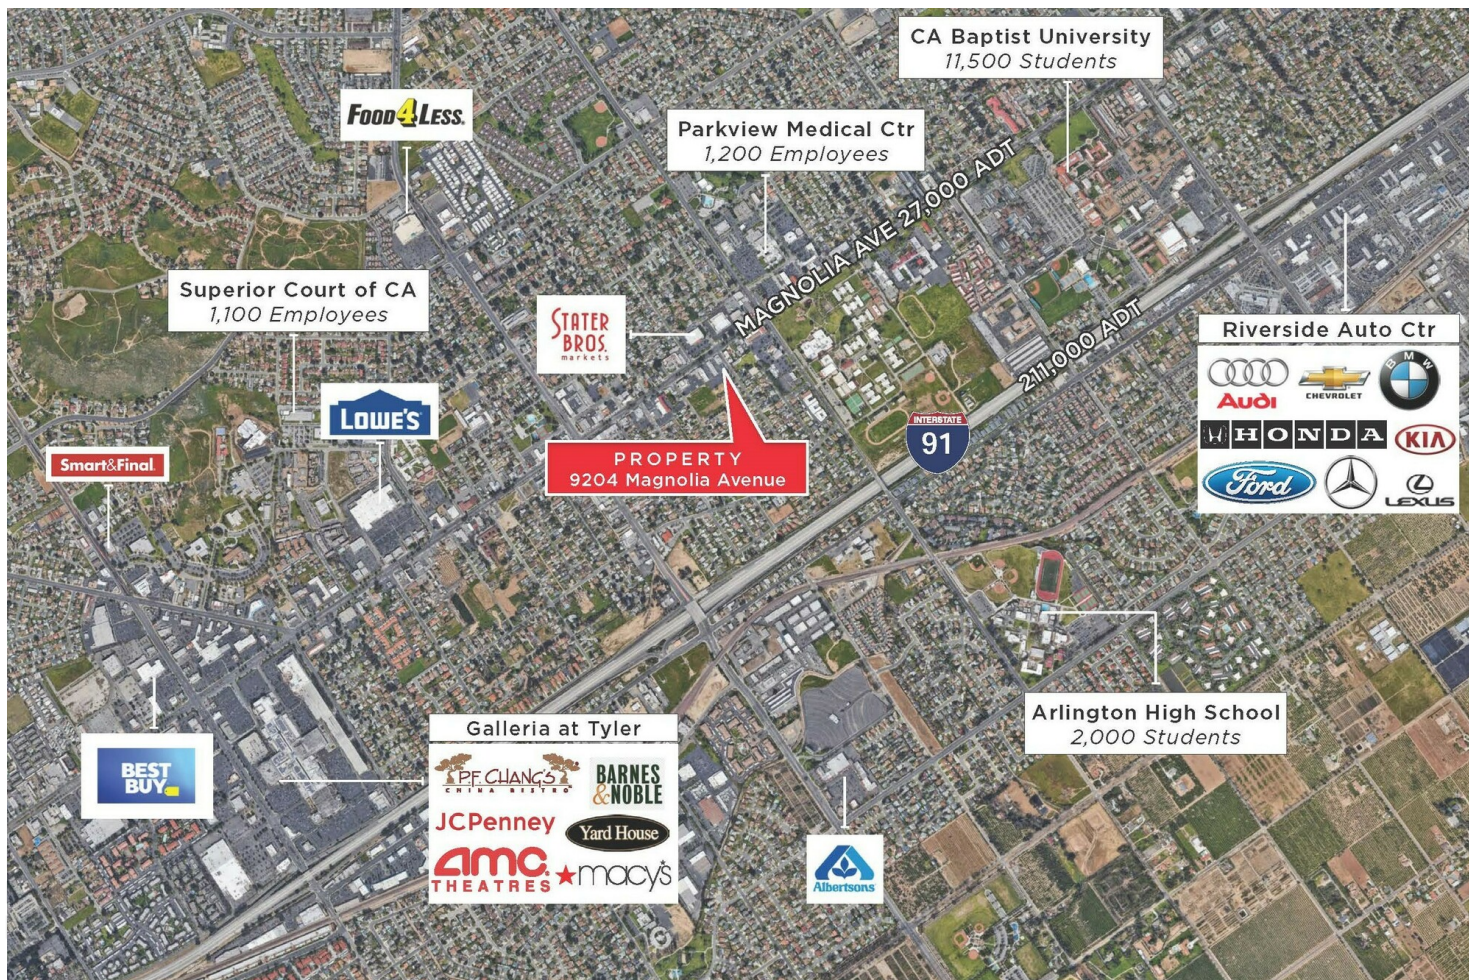 CA Baptist University
11,500 Students
FOOD 4 LESS.
Parkview Medical Ctr
1,200 Employees
MAGNOLIA AVE 27,000 ADT
Superior Court of CA
1,100 Employees
STATER
BROS.
markets
211,000 ADT
Riverside Auto Ctr
Audi
CHEVROLET
BMW
HONDA
KIA
Ford
LEXUS
LOWE'S
INTERSTATE
91
Smart&Final.
PROPERTY
9204 Magnolia Avenue
Arlington High School
2,000 Students
Galleria at Tyler
P.F. CHANG'S
CHINA BISTRO
BARNES
&NOBLE
JCPenney
Yard House
amc
THEATRES
macy's
BEST
BUY
Albertsons